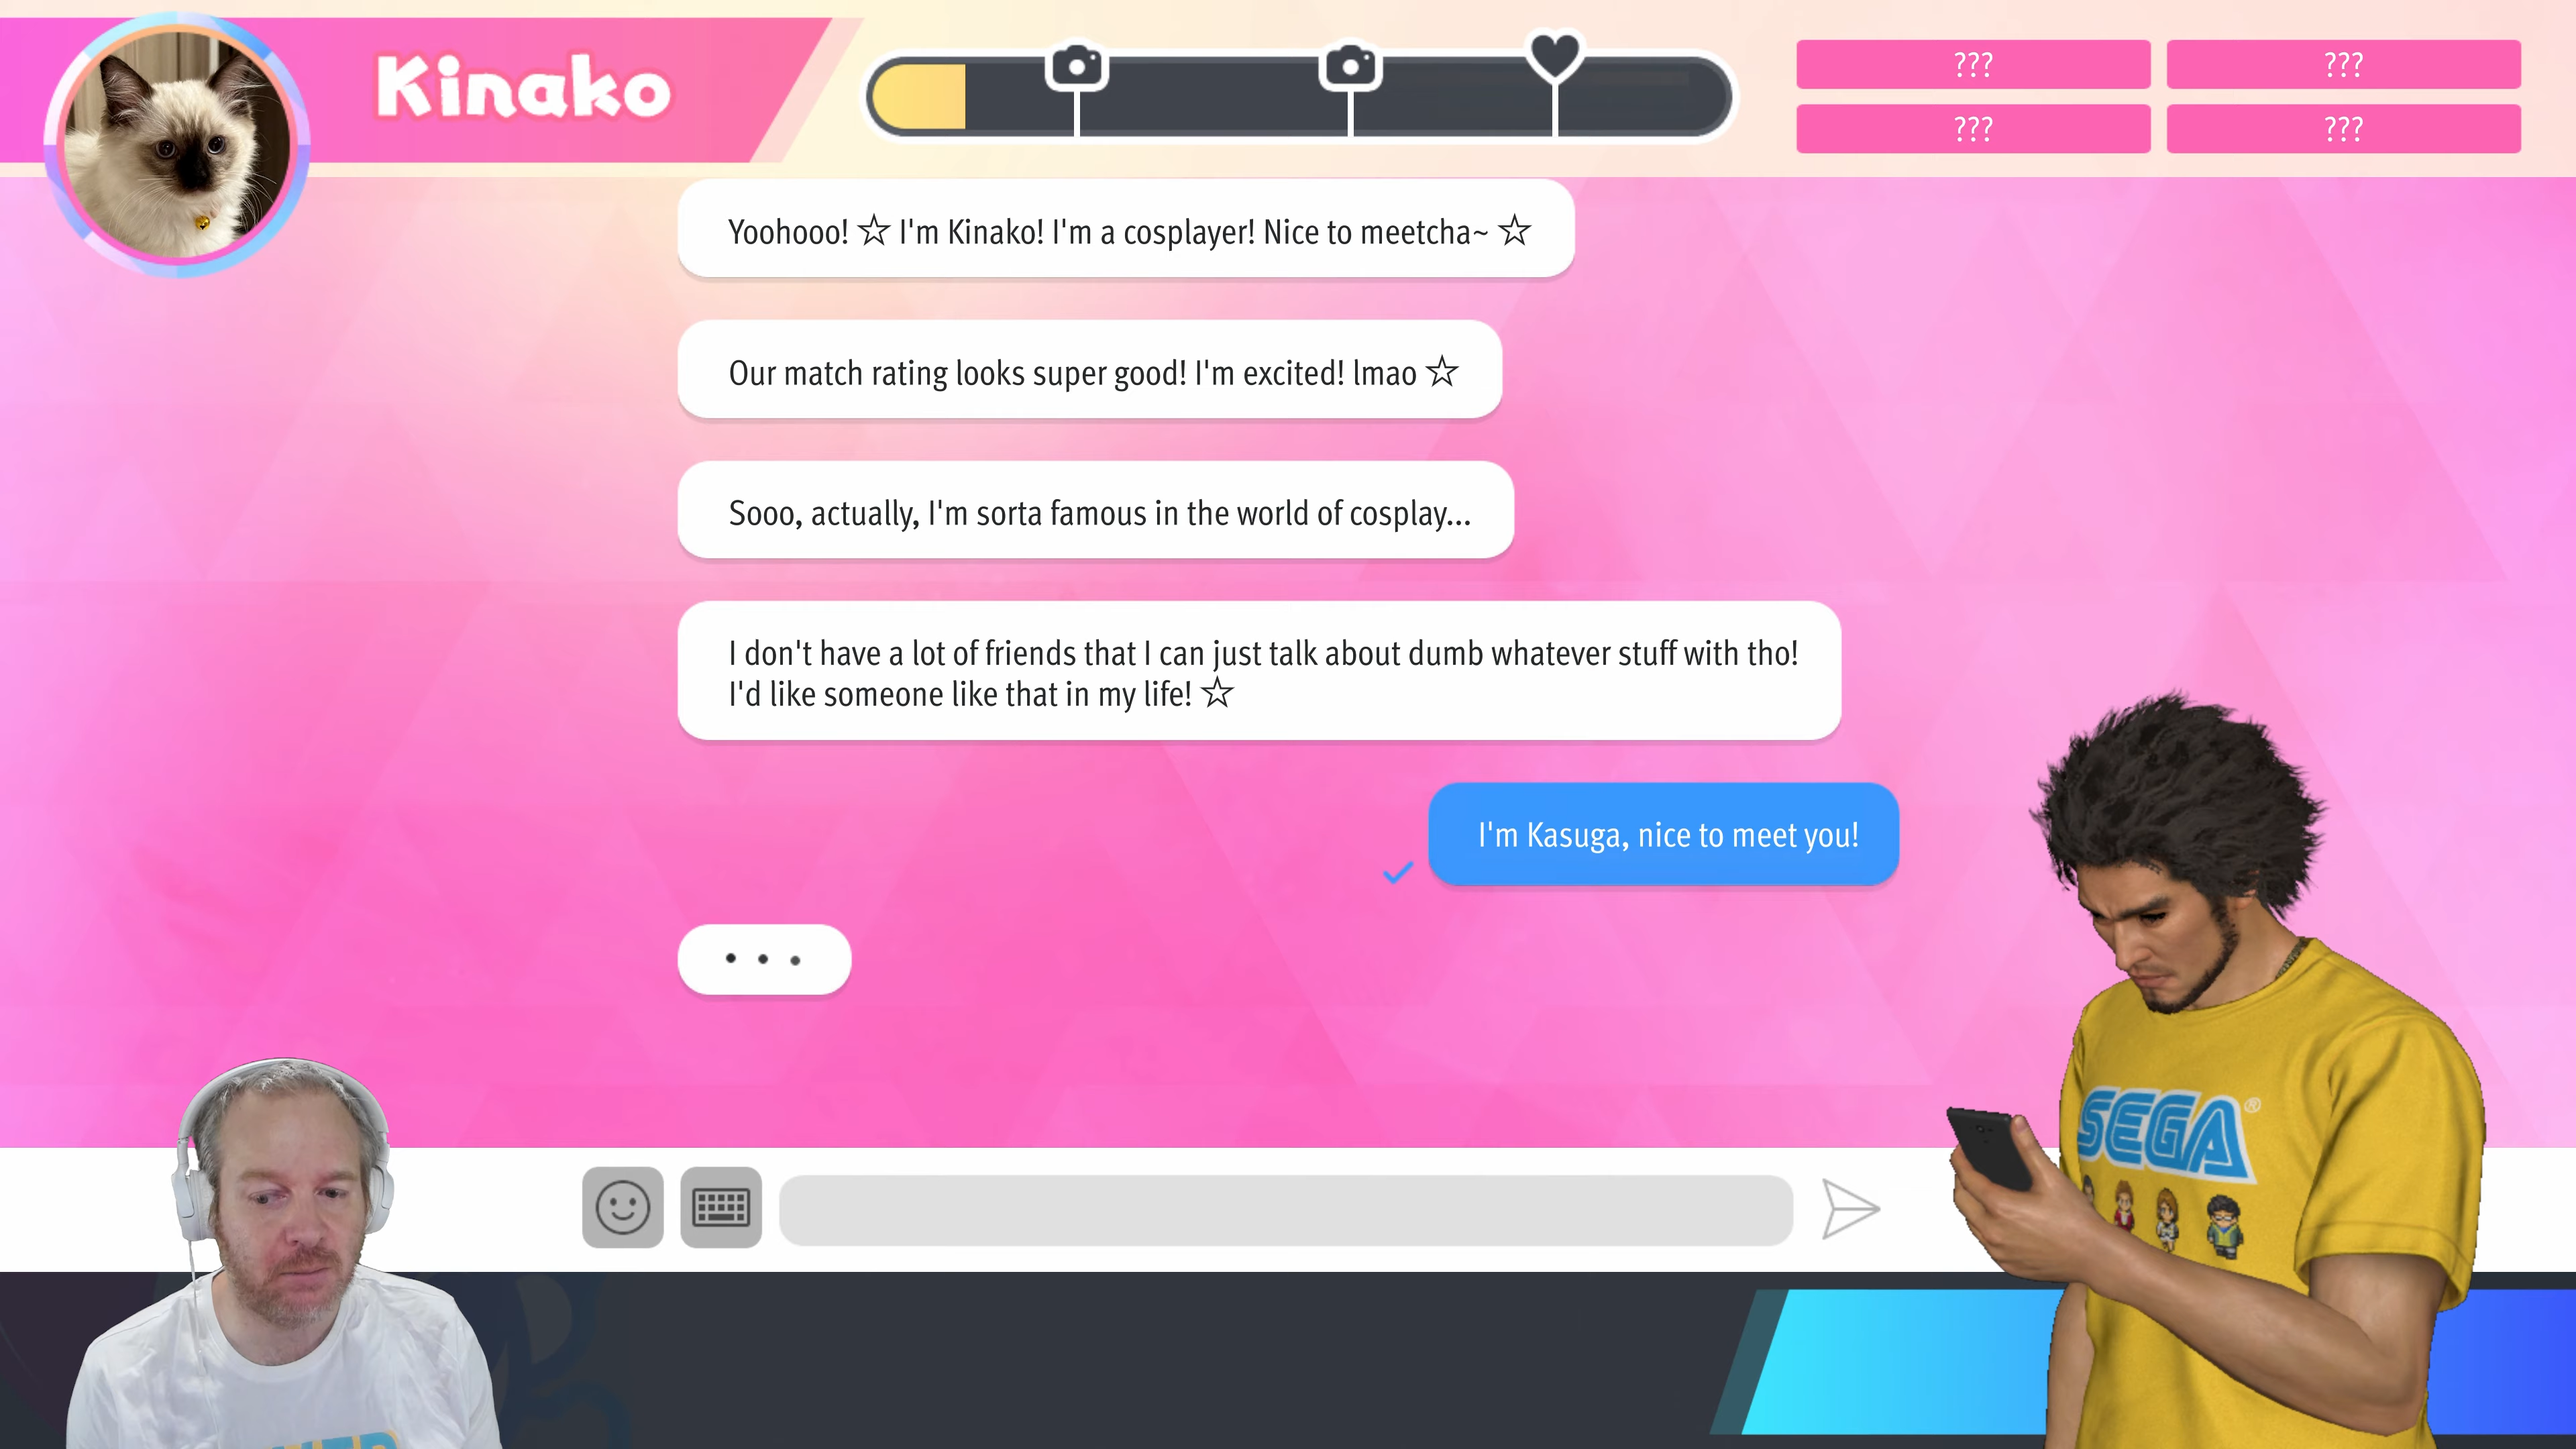 Kinako
???
???
???
???
Yoohooo! ☆ I'm Kinako! I'm a cosplayer! Nice to meetcha~ ☆
Our match rating looks super good! I'm excited! lmao ☆
Sooo, actually, I'm sorta famous in the world of cosplay...
I don't have a lot of friends that I can just talk about dumb whatever stuff with tho!
I'd like someone like that in my life! ☆
I'm Kasuga, nice to meet you!
SEGA®